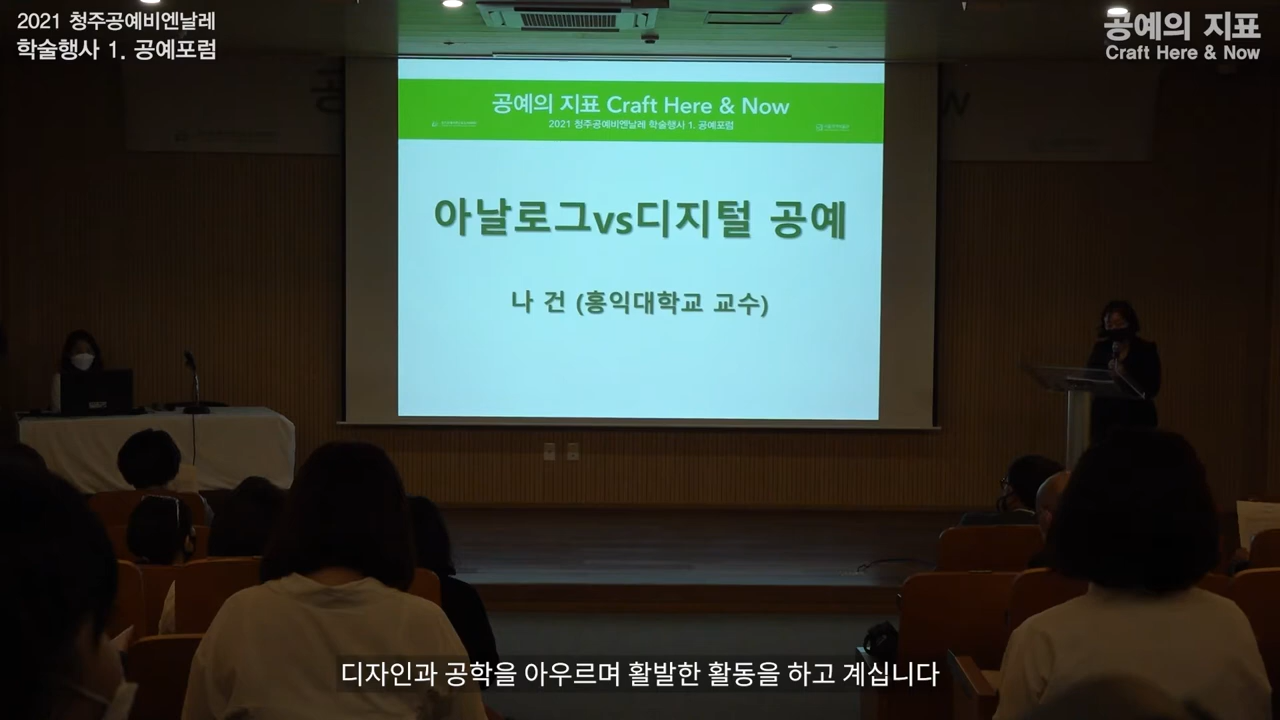 2021 청주공예비엔날레
학술행사 1. 공예포럼
공예의 지표
Craft Here & Now
공예의 지표 Craft Here & Now
2021 청주공예비엔날레 학술행사 1. 공예포럼
아날로그vs디지털 공예
나 건 (홍익대학교 교수)
디자인과 공학을 아우르며 활발한 활동을 하고 계십니다